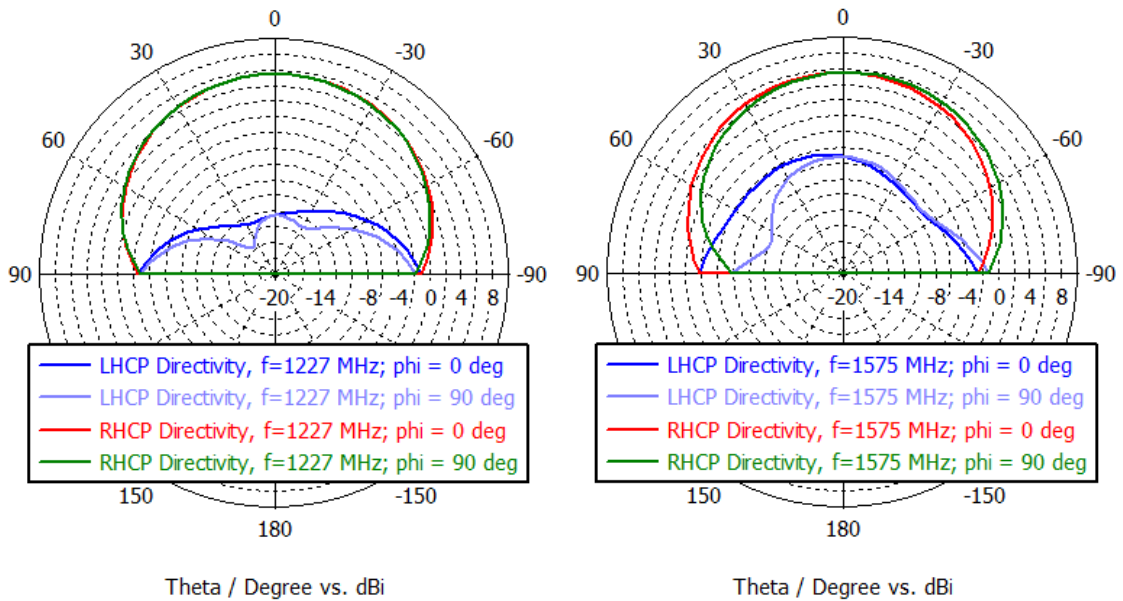 0
30
-30
60
-60
90
-90
-20 -14 -8 -4 0 4 8
LHCP Directivity, f=1227 MHz; phi = 0 deg
LHCP Directivity, f=1227 MHz; phi = 90 deg
RHCP Directivity, f=1227 MHz; phi = 0 deg
RHCP Directivity, f=1227 MHz; phi = 90 deg
150
-150
180
Theta / Degree vs. dBi
0
30
-30
60
-60
90
-90
-20 -14 -8 -4 0 4 8
LHCP Directivity, f=1575 MHz; phi = 0 deg
LHCP Directivity, f=1575 MHz; phi = 90 deg
RHCP Directivity, f=1575 MHz; phi = 0 deg
RHCP Directivity, f=1575 MHz; phi = 90 deg
150
-150
180
Theta / Degree vs. dBi